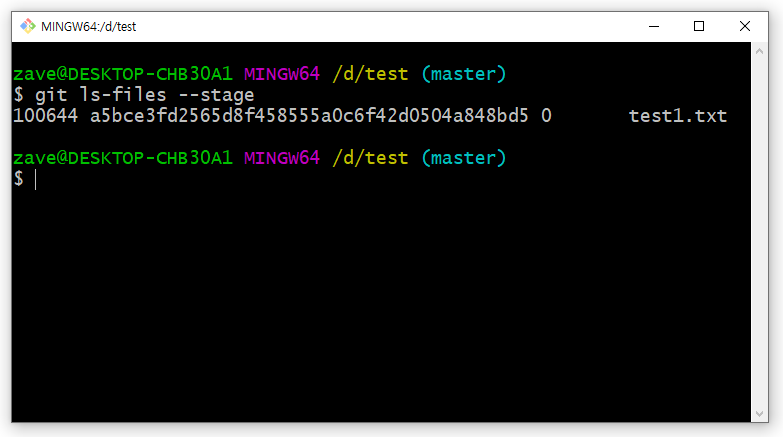 MINGW64:/d/test
zave@DESKTOP-CHB30A1 MINGW64 /d/test (master)
$ git ls-files --stage
100644 a5bce3fd2565d8f458555a0c6f42d0504a848bd5 0 test1.txt
zave@DESKTOP-CHB30A1 MINGW64 /d/test (master)
$